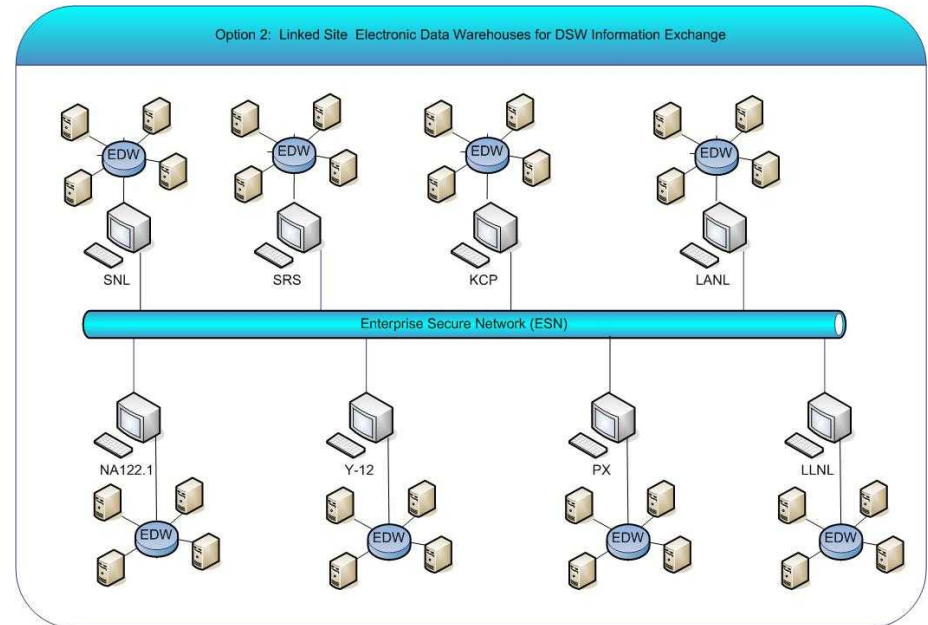 Option 2: Linked Site Electronic Data Warehouses for DSW Information Exchange
EDW EDW EDW EDW
SNL SRS KCP LANL
Enterprise Secure Network (ESN)
NA122.1 Y-12 PX LLNL
EDW EDW EDW EDW